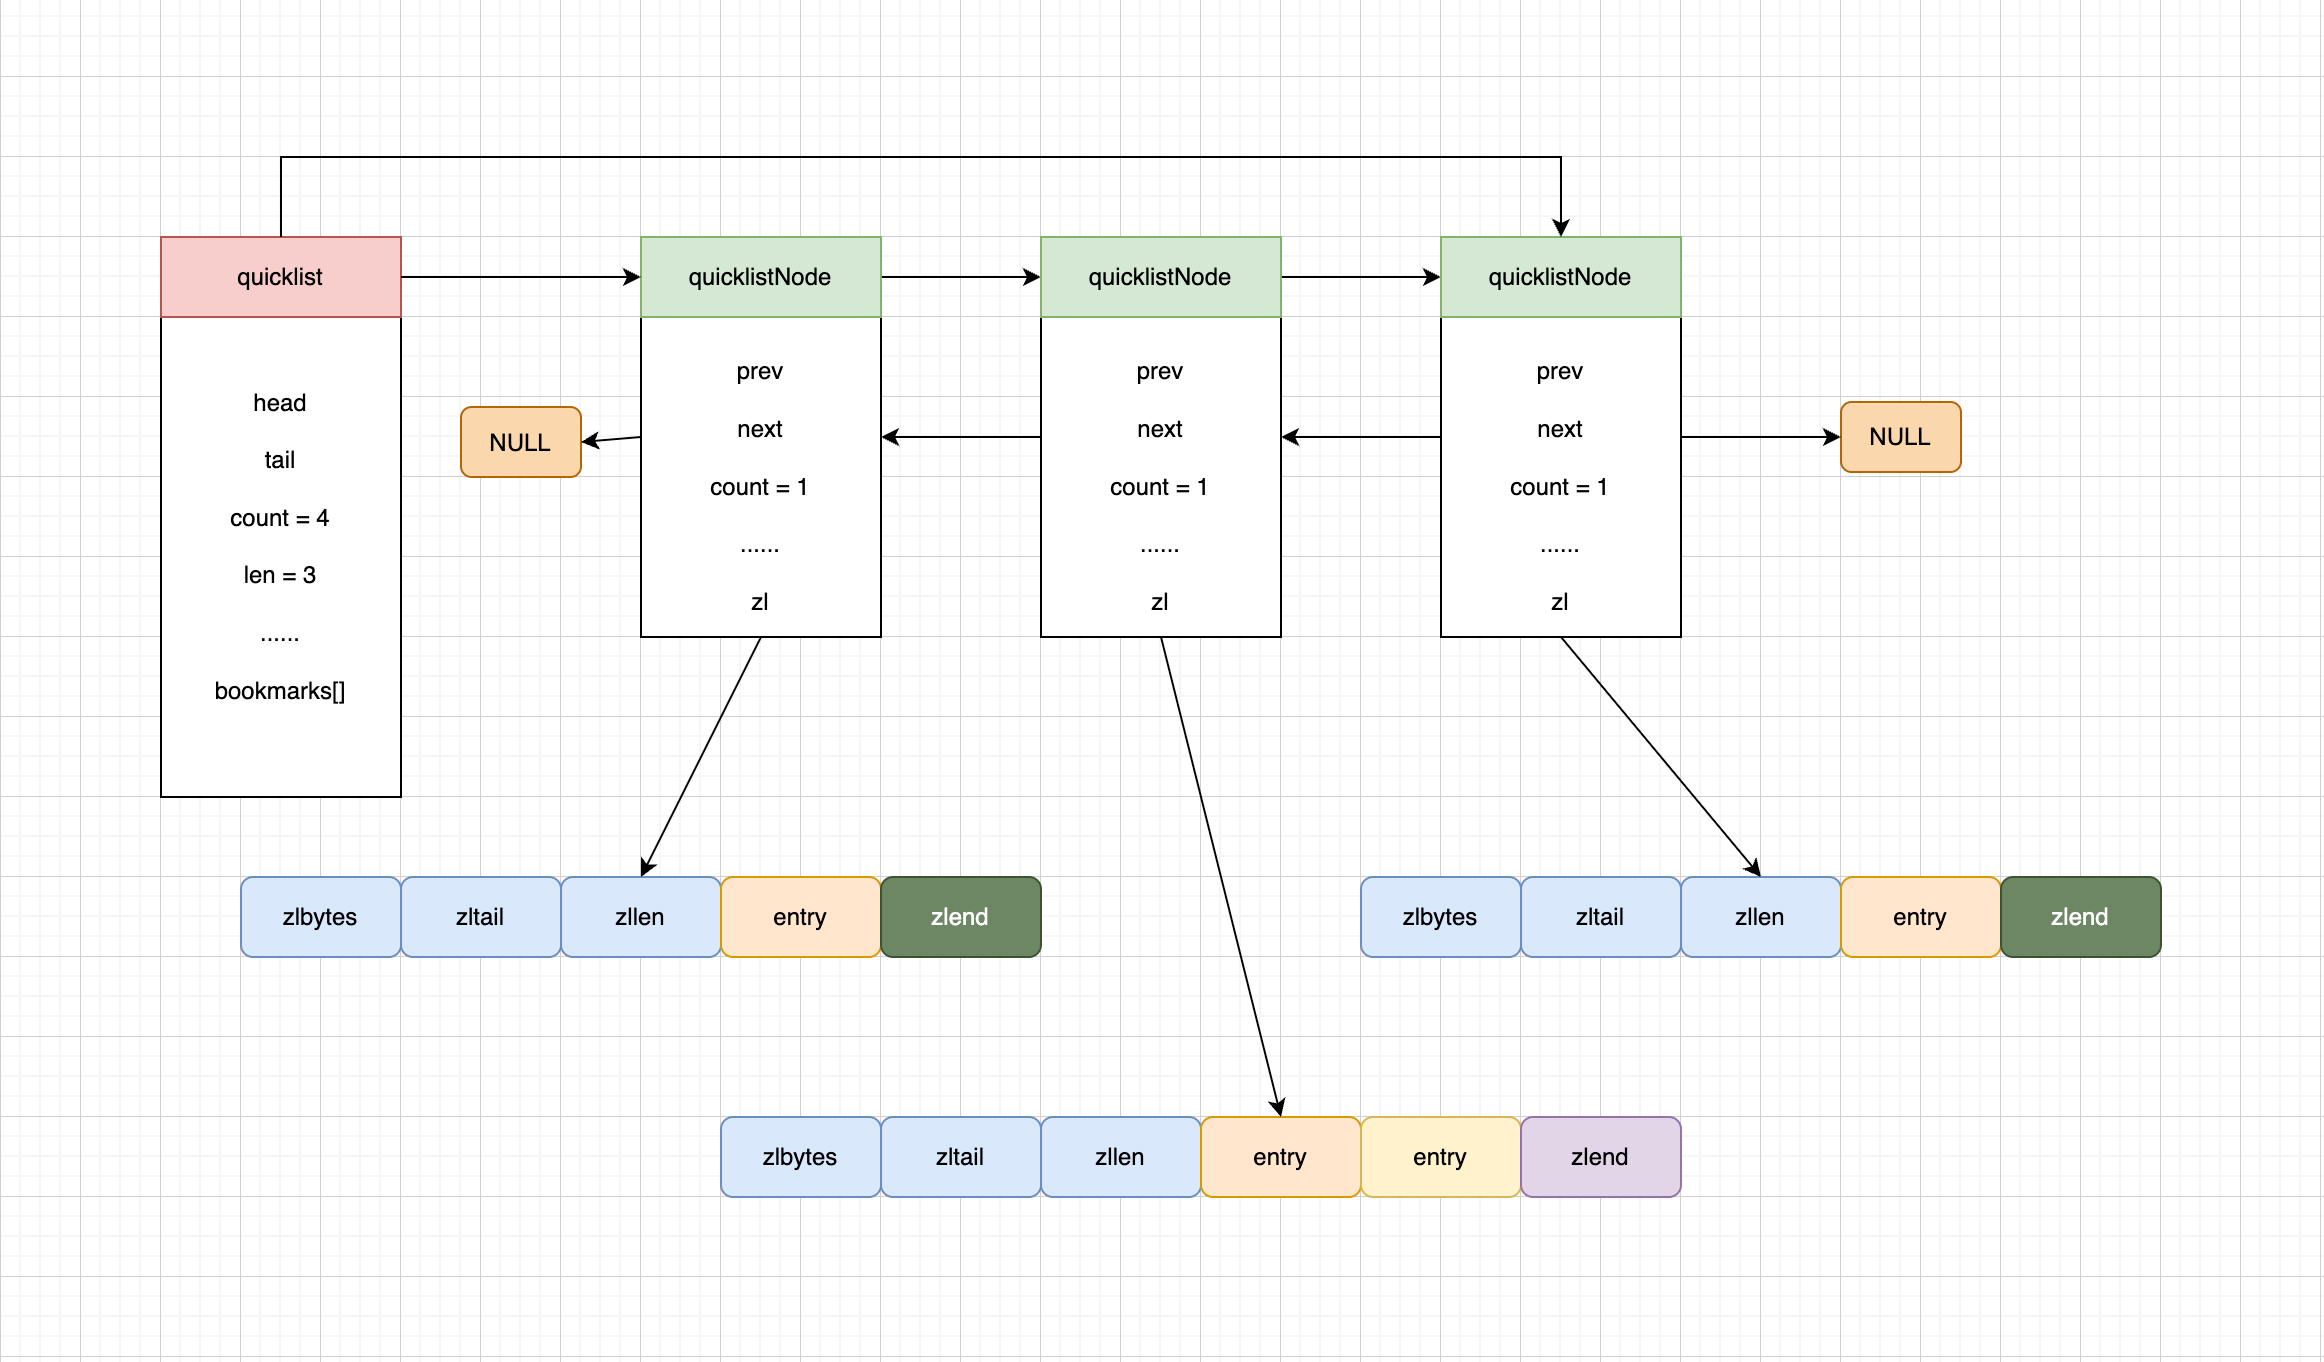 quicklist
head
tail
count = 4
len = 3
......
bookmarks[]
NULL
quicklistNode
prev
next
count = 1
......
zl
quicklistNode
prev
next
count = 1
......
zl
quicklistNode
prev
next
count = 1
......
zl
NULL
zlbytes
zltail
zllen
entry
zlend
zlbytes
zltail
zllen
entry
zlend
zlbytes
zltail
zllen
entry
entry
zlend